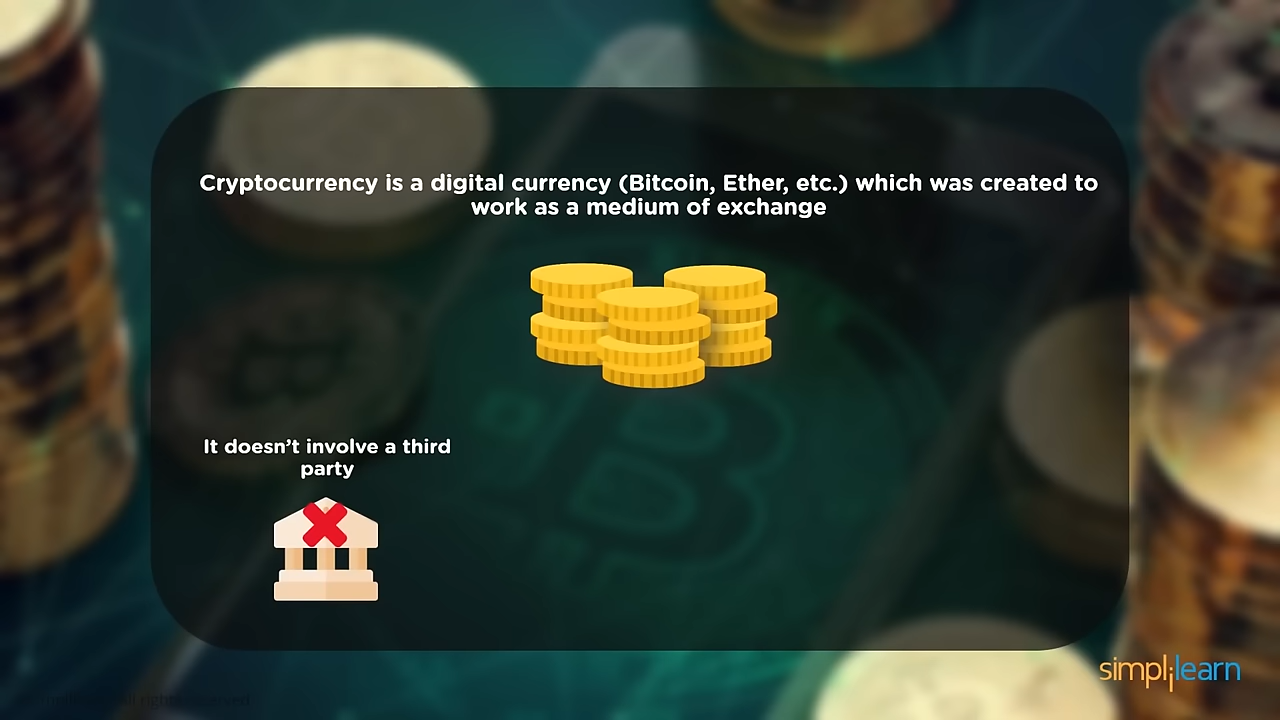 Cryptocurrency is a digital currency (Bitcoin, Ether, etc.) which was created to
work as a medium of exchange
It doesn’t involve a third
party
simplilearn